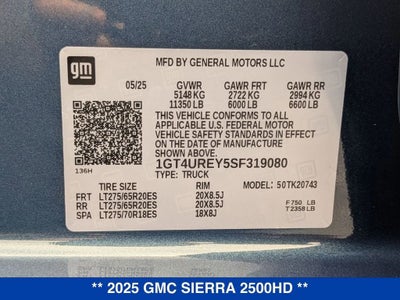 gm
MFD BY GENERAL MOTORS LLC
05/25 GVWR GAWR FRT GAWR RR
5148 KG 2722 KG 2994 KG
11350 LB 6000 LB 6600 LB
THIS VEHICLE CONFORMS TO ALL
APPLICABLE U.S. FEDERAL MOTOR
VEHICLE SAFETY STANDARDS IN EFFECT
ON THE DATE OF MANUFACTURE
SHOWN ABOVE.
1GT4UREY5SF319080
136H TYPE: TRUCK
TIRE SIZE RIM 50TK20743
FRT LT275/65R20ES 20X8.5J
RR LT275/65R20ES 20X8.5J F 750 LB
SPA LT275/70R18ES 18X8J T 2358 LB
** 2025 GMC SIERRA 2500HD **